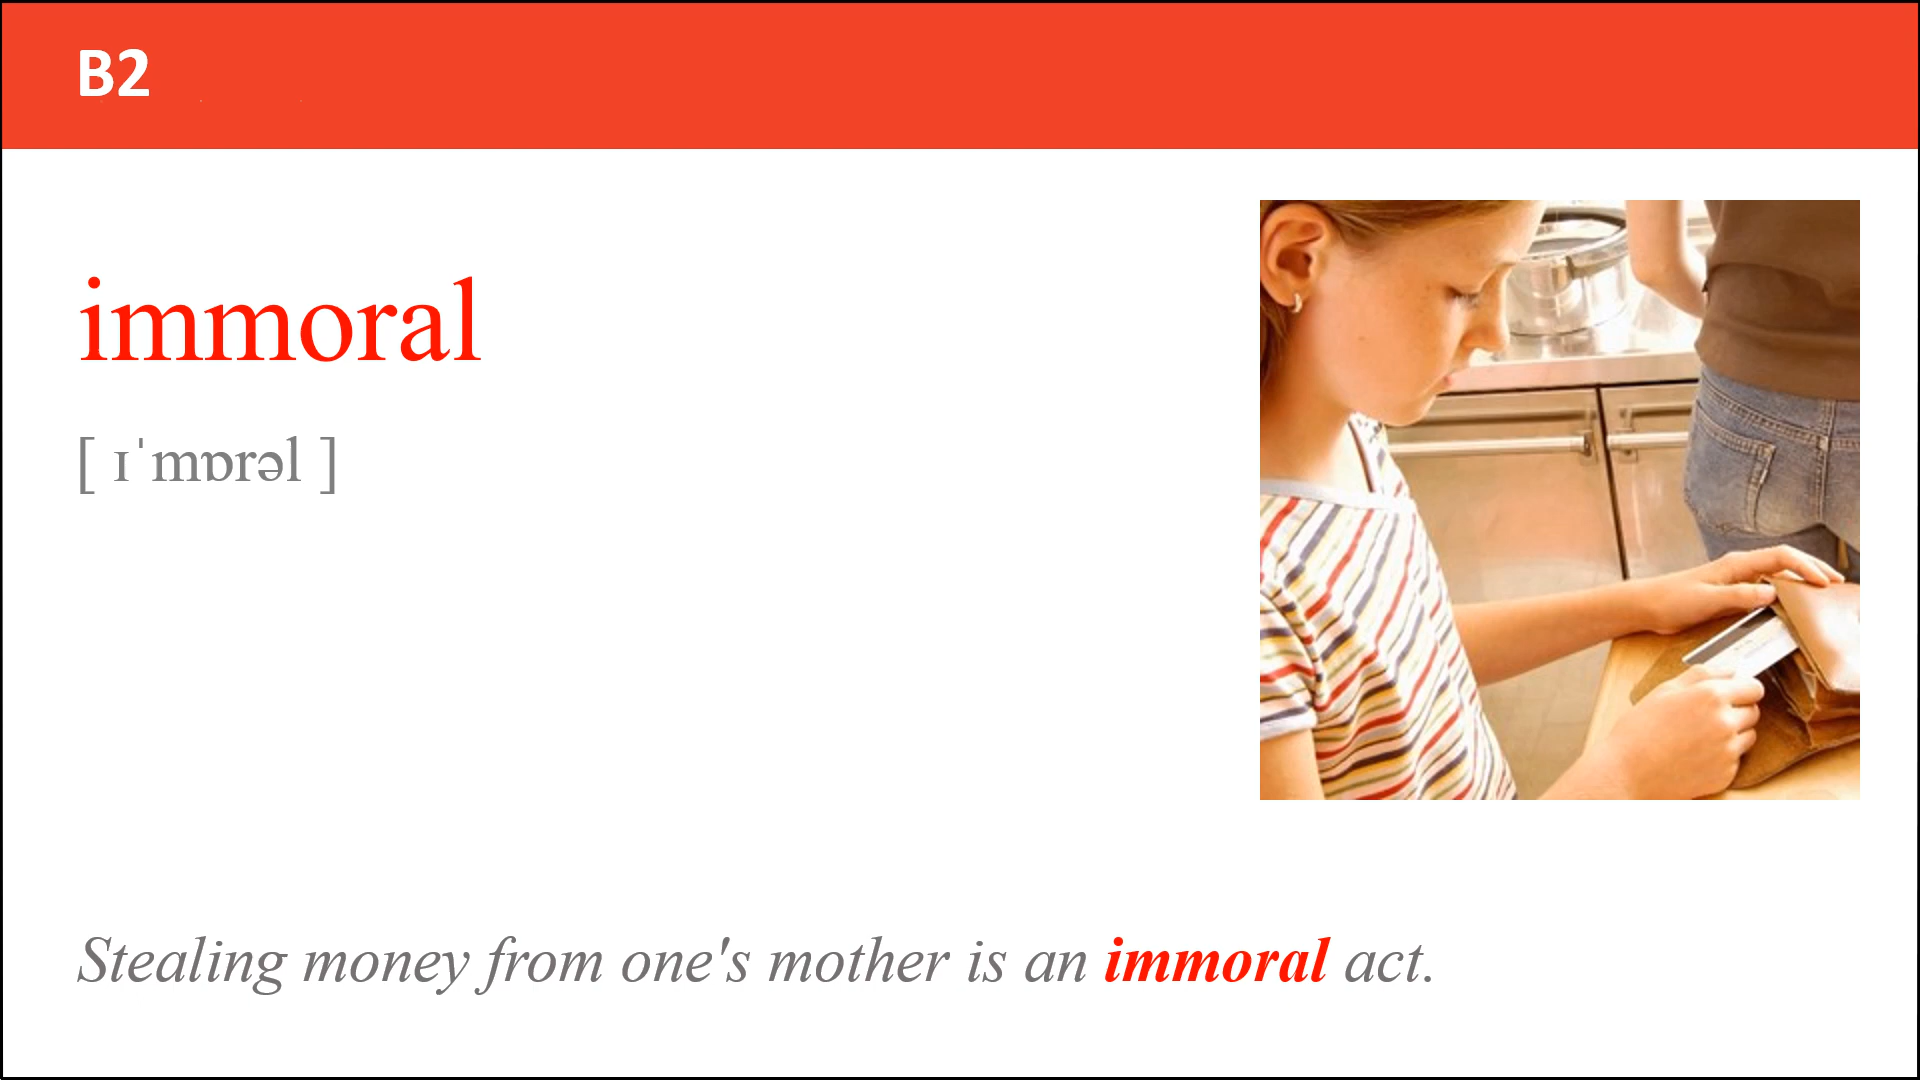 B2
immoral
[ ɪˈmɒrəl ]
Stealing money from one's mother is an immoral act.